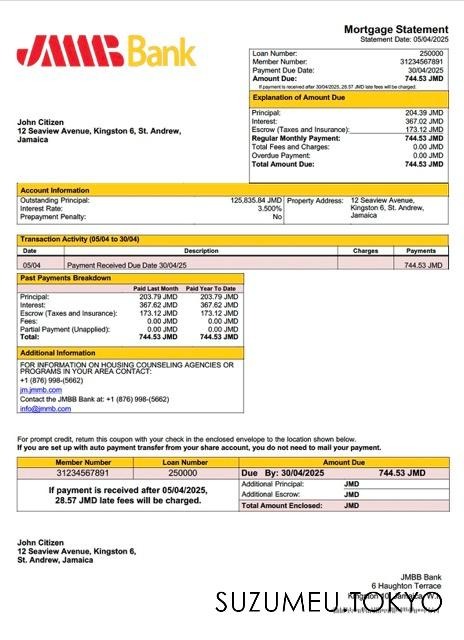 JMMB Bank
Mortgage Statement
Statement Date: 05/04/2025
Loan Number: 250000
Member Number: 31234567891
Payment Due Date: 30/04/2025
Amount Due: 744.53 JMD
If payment is received after 30/04/2025, 28.57 JMD late fees will be charged.
Explanation of Amount Due
Principal: 204.39 JMD
Interest: 367.02 JMD
Escrow (Taxes and Insurance): 173.12 JMD
Regular Monthly Payment: 744.53 JMD
Total Fees and Charges: 0.00 JMD
Overdue Payment: 0.00 JMD
Total Amount Due: 744.53 JMD
John Citizen
12 Seaview Avenue, Kingston 6, St. Andrew,
Jamaica
Account Information
Outstanding Principal: 125,835.84 JMD
Interest Rate: 3.500%
Prepayment Penalty: No
Property Address: 12 Seaview Avenue,
Kingston 6, St. Andrew,
Jamaica
Transaction Activity (05/04 to 30/04)
Date Description Charges Payments
05/04 Payment Received Due Date 30/04/25 744.53 JMD
Past Payments Breakdown
Paid Last Month Paid Year To Date
Principal: 203.79 JMD 203.79 JMD
Interest: 367.62 JMD 367.62 JMD
Escrow (Taxes and Insurance): 173.12 JMD 173.12 JMD
Fees: 0.00 JMD 0.00 JMD
Partial Payment (Unapplied): 0.00 JMD 0.00 JMD
Total: 744.53 JMD 744.53 JMD
Additional Information
FOR INFORMATION ON HOUSING COUNSELING AGENCIES OR
PROGRAMS IN YOUR AREA CONTACT:
+1 (876) 998-(5662)
jm.jmmb.com
Contact the JMBB Bank at: +1 (876) 998-(5662)
info@jmmb.com
For prompt credit, return this coupon with your check in the enclosed envelope to the location shown below.
If you are set up with auto payment transfer from your share account, you do not need to mail your payment.
Member Number Loan Number Amount Due
31234567891 250000 Due By: 30/04/2025 744.53 JMD
If payment is received after 05/04/2025,
28.57 JMD late fees will be charged.
Additional Principal: JMD
Additional Escrow: JMD
Total Amount Enclosed: JMD
John Citizen
12 Seaview Avenue, Kingston 6,
St. Andrew, Jamaica
JMBB Bank
6 Haughton Terrace
Kingston 10, Jamaica, W.I
SUZUMEU.TOKYO